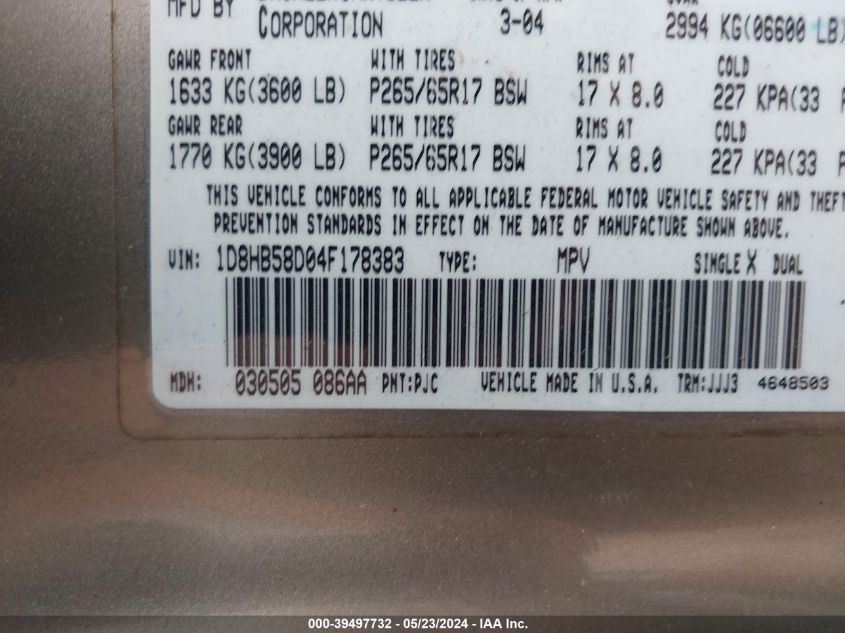 MFD BY
CORPORATION 3-04 2994 KG(06600 LB)
GAWR FRONT WITH TIRES RIMS AT COLD
1633 KG(3600 LB) P265/65R17 BSW 17 X 8.0 227 KPA(33
GAWR REAR WITH TIRES RIMS AT COLD
1770 KG(3900 LB) P265/65R17 BSW 17 X 8.0 227 KPA(33
THIS VEHICLE CONFORMS TO ALL APPLICABLE FEDERAL MOTOR VEHICLE SAFETY AND THEFT
PREVENTION STANDARDS IN EFFECT ON THE DATE OF MANUFACTURE SHOWN ABOVE.
VIN: 1D8HB58D04F178383 TYPE: MPV SINGLE X DUAL
MDH: 030505 086AA PNT:PJC VEHICLE MADE IN U.S.A. TRM:JJJ3 4648503
000-39497732 - 05/23/2024 - IAA Inc.